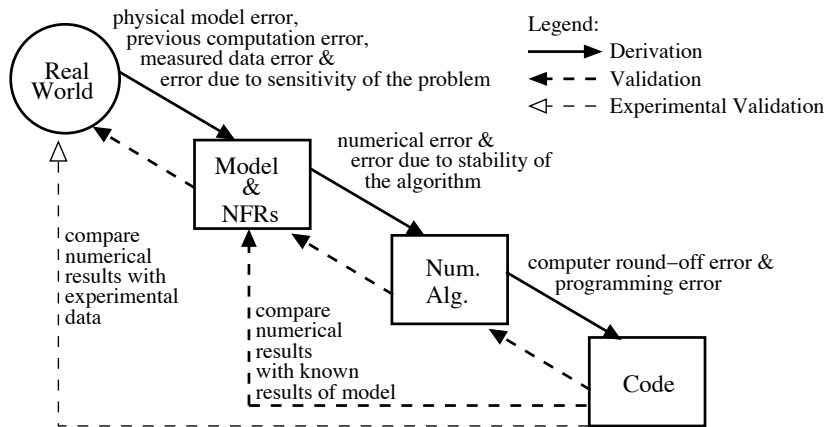 physical model error,
previous computation error,
measured data error &
error due to sensitivity of the problem
Legend:
Derivation
Validation
Experimental Validation
Real
World
numerical error &
error due to stability of
the algorithm
Model
&
NFRs
compare
numerical
results with
experimental
data
Num.
Alg.
computer round−off error &
programming error
compare
numerical
results
with known
results of model
Code